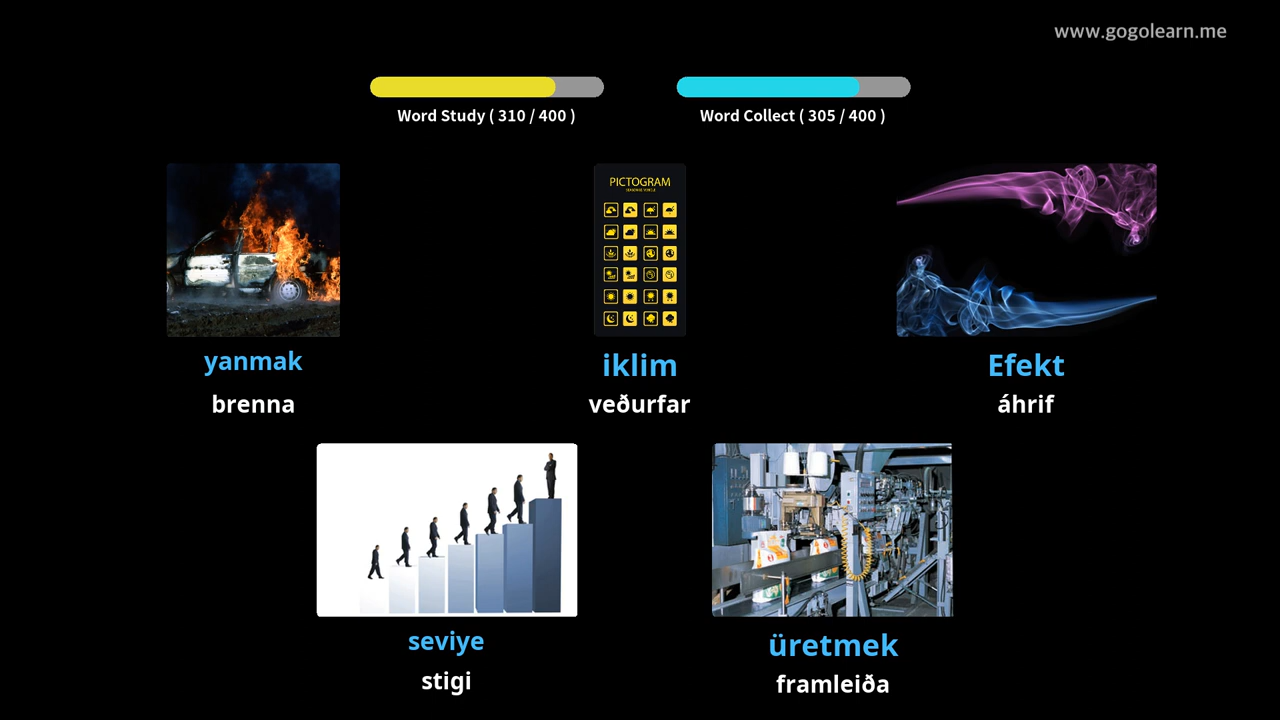 www.gogolearn.me
Word Study ( 310 / 400 )
Word Collect ( 305 / 400 )
PICTOGRAM
yanmak
iklim
Efekt
brenna
veðurfar
áhrif
seviye
üretmek
stigi
framleiða